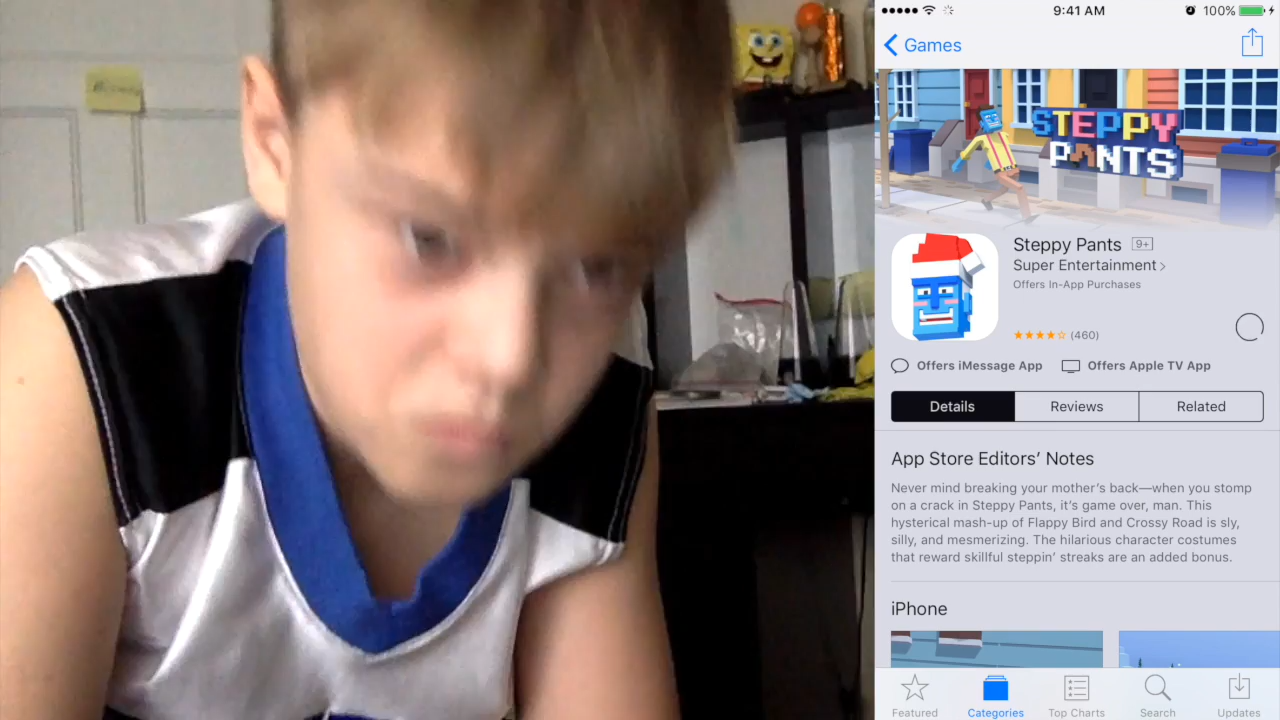 9:41 AM
100%
Games
STEPPY
PANTS
Steppy Pants 9+
Super Entertainment
Offers In-App Purchases
(460)
Offers iMessage App Offers Apple TV App
Details Reviews Related
App Store Editors’ Notes
Never mind breaking your mother’s back—when you stomp
on a crack in Steppy Pants, it’s game over, man. This
hysterical mash-up of Flappy Bird and Crossy Road is sly,
silly, and mesmerizing. The hilarious character costumes
that reward skillful steppin’ streaks are an added bonus.
iPhone
Featured Categories Top Charts Search Updates